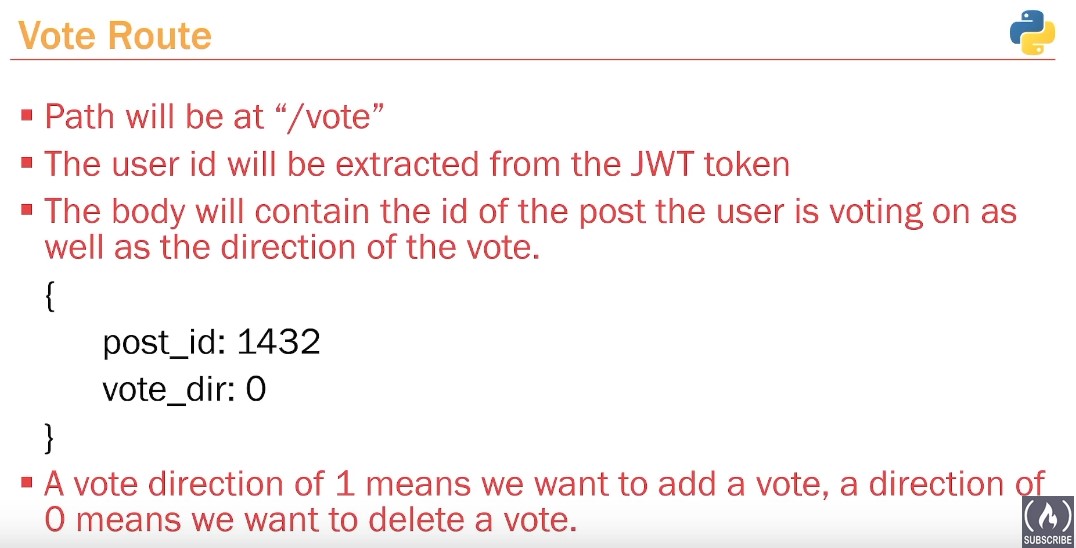 Vote Route
▪ Path will be at “/vote”
▪ The user id will be extracted from the JWT token
▪ The body will contain the id of the post the user is voting on as
well as the direction of the vote.
{
post_id: 1432
vote_dir: 0
}
▪ A vote direction of 1 means we want to add a vote, a direction of
0 means we want to delete a vote.
SUBSCRIBE